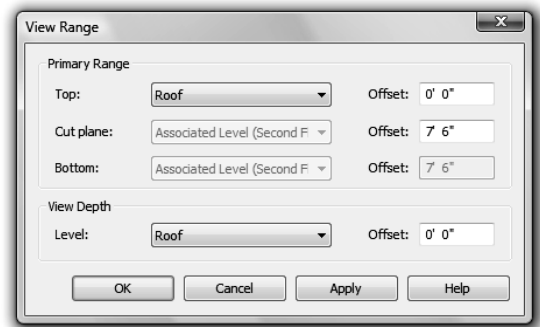 View Range
Primary Range
Top: Roof Offset: 0' 0"
Cut plane: Associated Level (Second F Offset: 7' 6"
Bottom: Associated Level (Second F Offset: 7' 6"
View Depth
Level: Roof Offset: 0' 0"
OK Cancel Apply Help